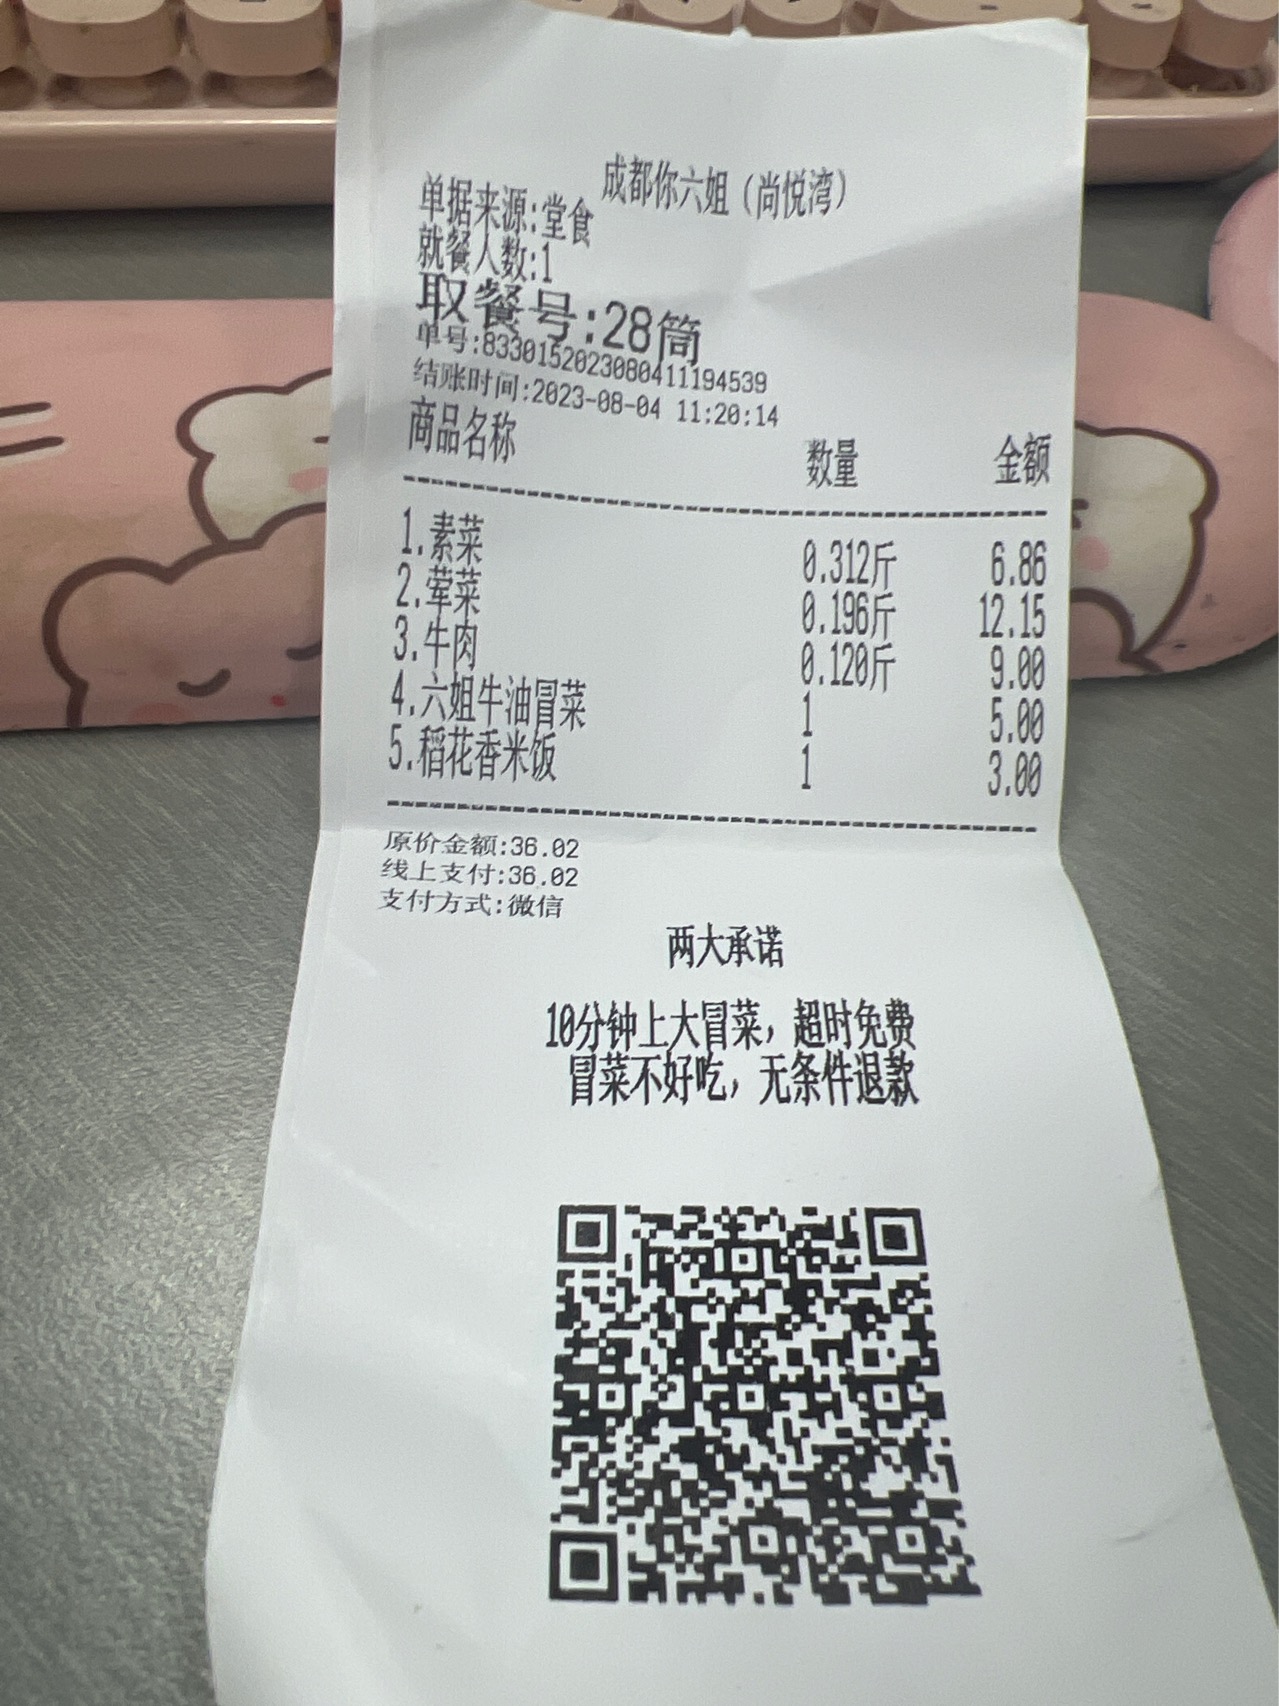 成都你六姐（尚悦湾）
单据来源:堂食
就餐人数:1
取餐号:28筒
单号:8330152023080411194539
结账时间:2023-08-04 11:20:14
商品名称 数量 金额
1.素菜 0.312斤 6.86
2.荤菜 0.196斤 12.15
3.牛肉 0.120斤 9.00
4.六姐牛油冒菜 1 5.00
5.稻花香米饭 1 3.00
原价金额:36.02
线上支付:36.02
支付方式:微信
两大承诺
10分钟上大冒菜，超时免费
冒菜不好吃，无条件退款